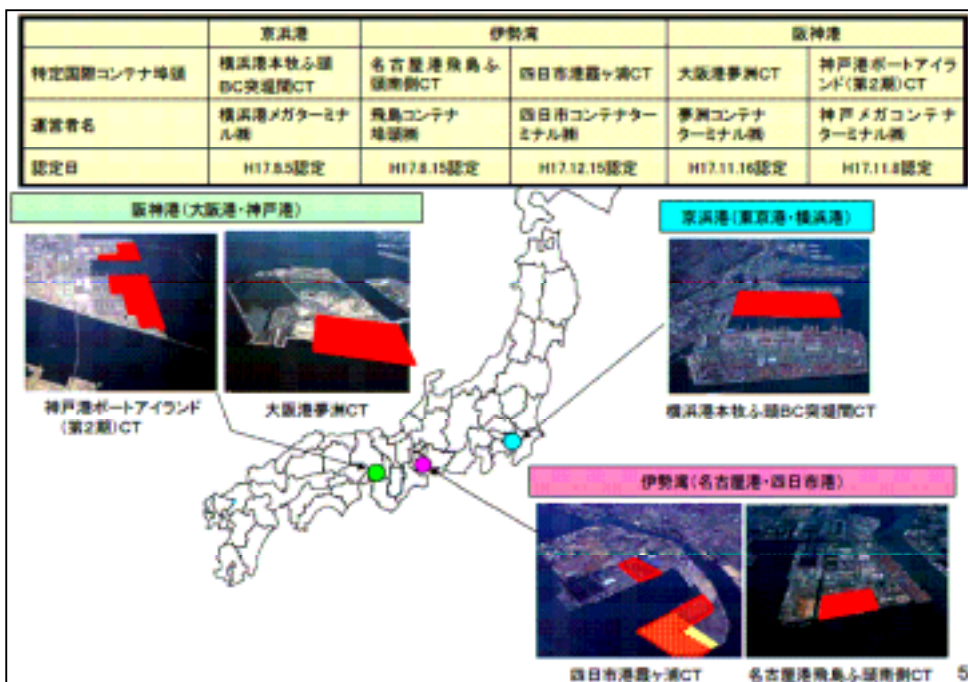 京浜港 伊勢湾 阪神港
特定国際コンテナ埠頭
横浜港本牧ふ頭
BC突堤間CT
名古屋港飛島ふ
頭南側CT
四日市港霞ヶ浦CT
大阪港夢洲CT
神戸港ポートアイラ
ンド(第2期)CT
運営者名
横浜港メガターミナ
ル㈱
飛島コンテナ
埠頭㈱
四日市コンテナター
ミナル㈱
夢洲コンテナ
ターミナル㈱
神戸メガコンテナ
ターミナル㈱
認定日
H17.8.5認定
H17.8.15認定
H17.12.15認定
H17.11.16認定
H17.11.8認定
阪神港(大阪港・神戸港)
京浜港(東京港・横浜港)
神戸港ポートアイランド
(第2期)CT
大阪港夢洲CT
横浜港本牧ふ頭BC突堤間CT
伊勢湾(名古屋港・四日市港)
四日市港霞ヶ浦CT
名古屋港飛島ふ頭南側CT
5